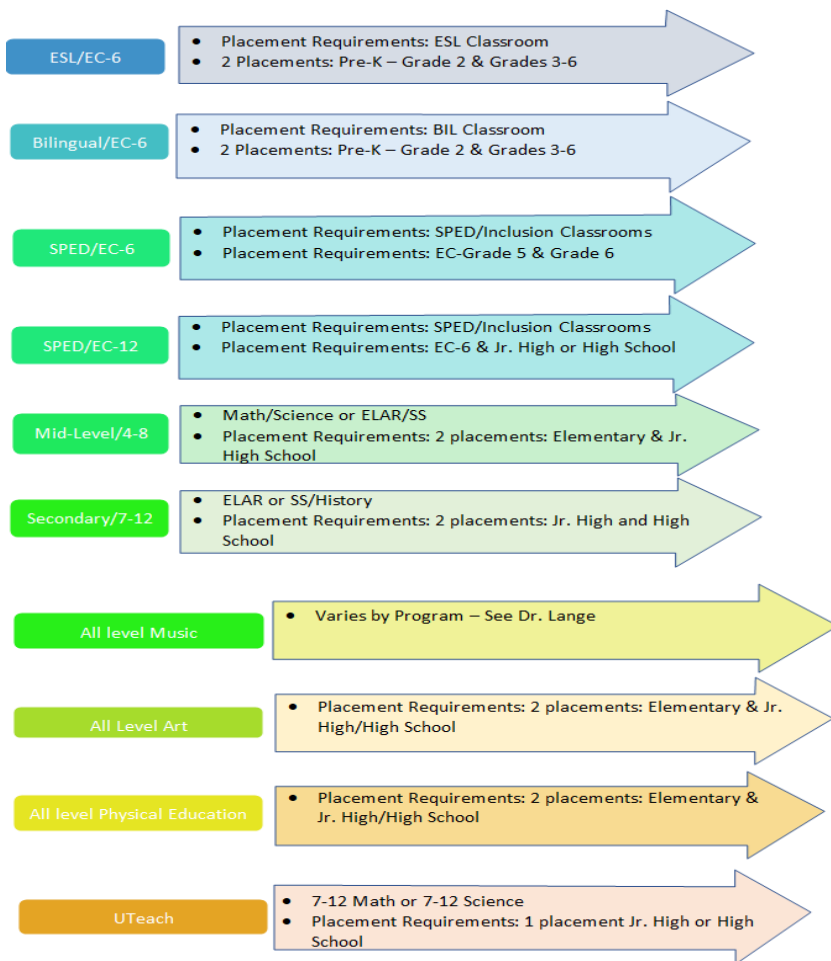 ESL/EC-6
• Placement Requirements: ESL Classroom
• 2 Placements: Pre-K – Grade 2 & Grades 3-6
Bilingual/EC-6
• Placement Requirements: BIL Classroom
• 2 Placements: Pre-K – Grade 2 & Grades 3-6
SPED/EC-6
• Placement Requirements: SPED/Inclusion Classrooms
• Placement Requirements: EC-Grade 5 & Grade 6
SPED/EC-12
• Placement Requirements: SPED/Inclusion Classrooms
• Placement Requirements: EC-6 & Jr. High or High School
Mid-Level/4-8
• Math/Science or ELAR/SS
• Placement Requirements: 2 placements: Elementary & Jr.
High School
Secondary/7-12
• ELAR or SS/History
• Placement Requirements: 2 placements: Jr. High and High
School
All level Music
• Varies by Program – See Dr. Lange
All Level Art
• Placement Requirements: 2 placements: Elementary & Jr.
High/High School
All level Physical Education
• Placement Requirements: 2 placements: Elementary &
Jr. High/High School
UTeach
• 7-12 Math or 7-12 Science
• Placement Requirements: 1 placement Jr. High or High
School